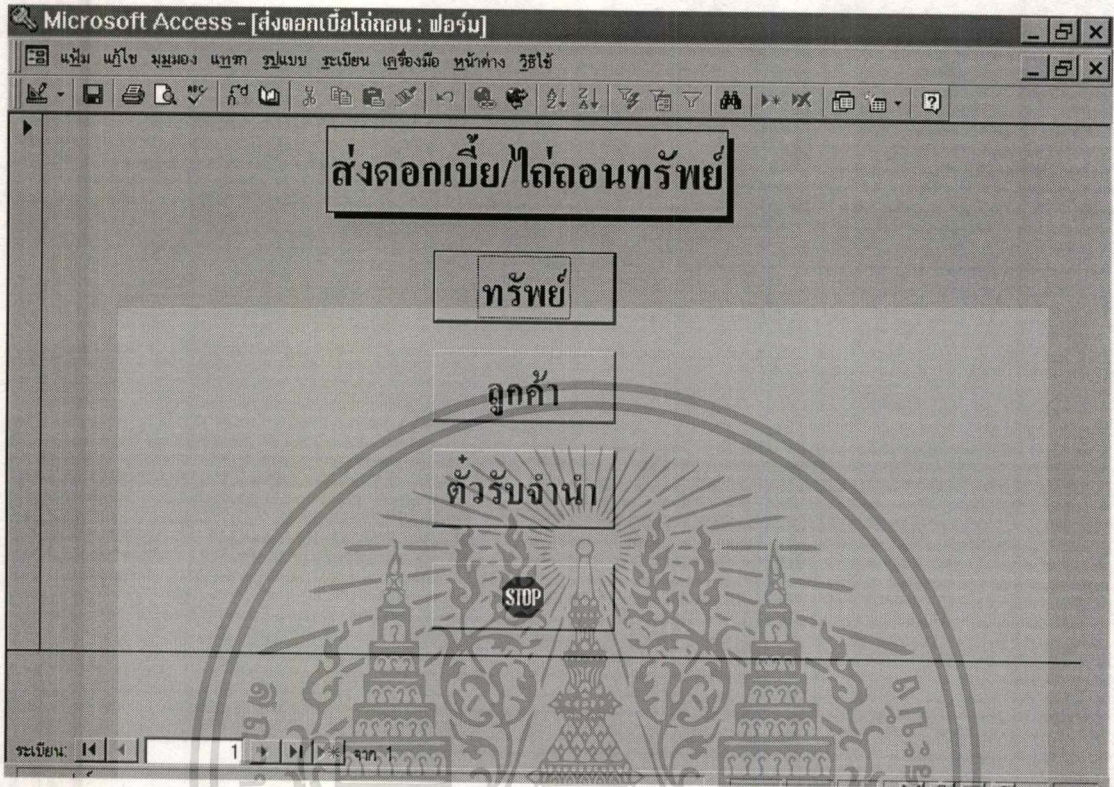 Microsoft Access - [ส่งดอกเบี้ยไถ่ถอน : ฟอร์ม]
แฟ้ม แก้ไข มุมมอง แทรก รูปแบบ ระเบียน เครื่องมือ หน้าต่าง วิธีใช้
ส่งดอกเบี้ย/ไถ่ถอนทรัพย์
ทรัพย์
ลูกค้า
ตั๋วรับจำนำ
STOP
ระเบียน: 1 จาก 1